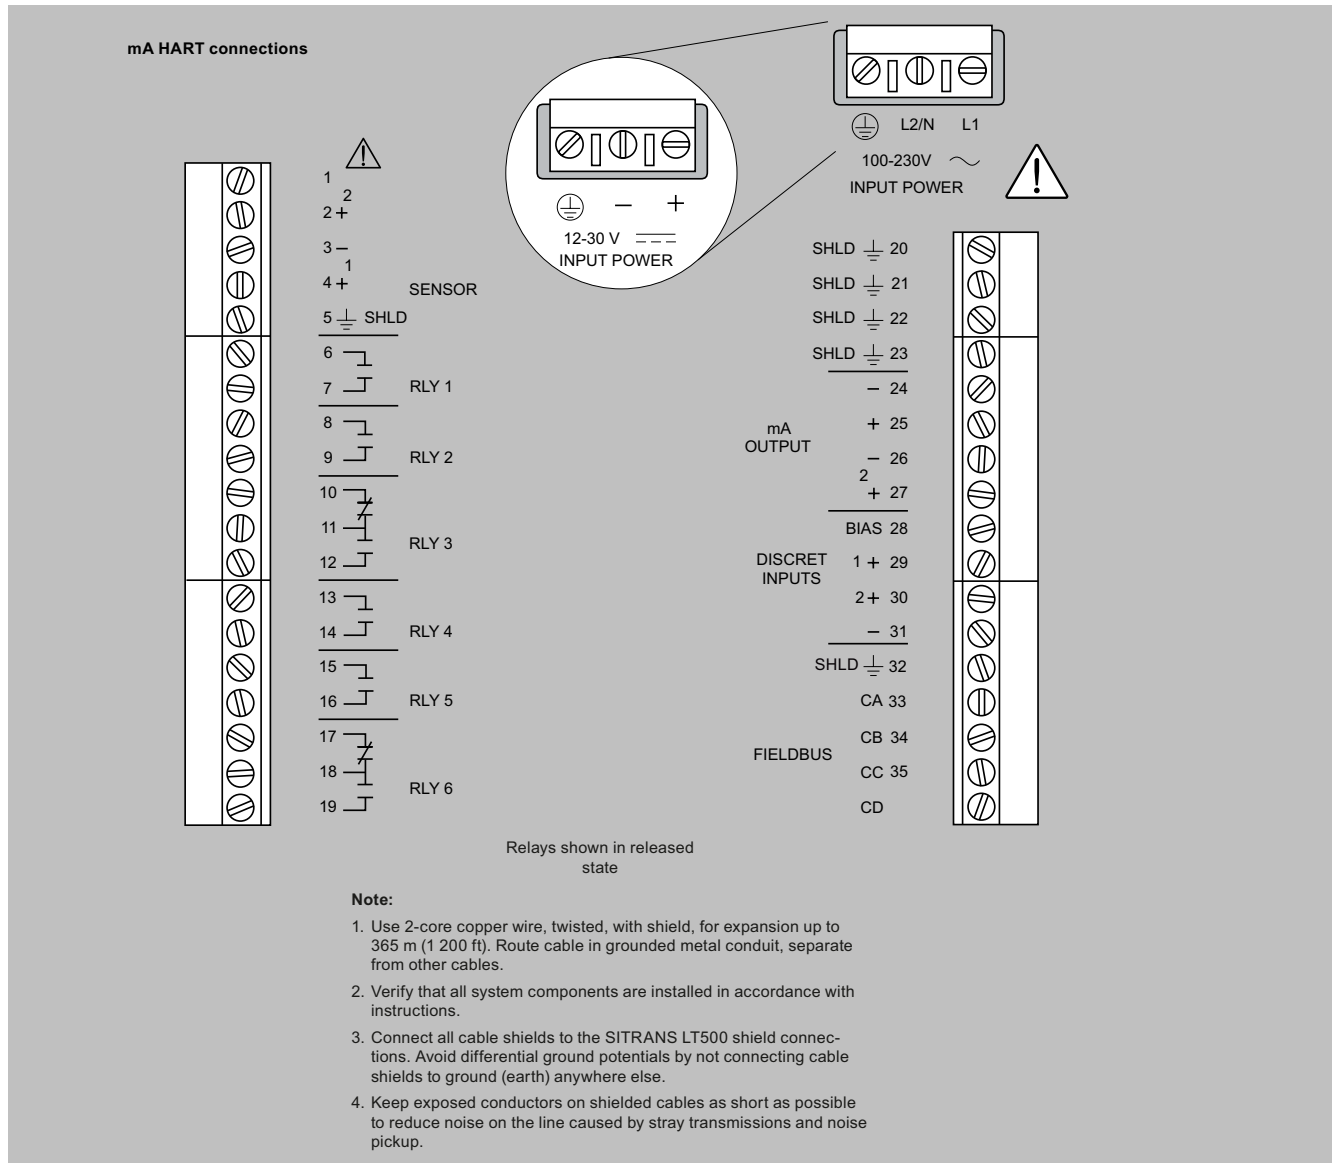 mA HART connections
L2/N L1
100-230V
INPUT POWER
− +
12-30 V
INPUT POWER
1
2
2 +
3 −
1
4 +
SENSOR
5 SHLD
6
7 RLY 1
8
9 RLY 2
10
11
RLY 3
12
13
14 RLY 4
15
16 RLY 5
17
18
RLY 6
19
SHLD 20
SHLD 21
SHLD 22
SHLD 23
− 24
+ 25
mA
OUTPUT
− 26
2
+ 27
BIAS 28
DISCRET
INPUTS
1 + 29
2 + 30
− 31
SHLD 32
CA 33
CB 34
FIELDBUS
CC 35
CD
Relays shown in released
state
Note:
1. Use 2-core copper wire, twisted, with shield, for expansion up to
365 m (1 200 ft). Route cable in grounded metal conduit, separate
from other cables.
2. Verify that all system components are installed in accordance with
instructions.
3. Connect all cable shields to the SITRANS LT500 shield connec-
tions. Avoid differential ground potentials by not connecting cable
shields to ground (earth) anywhere else.
4. Keep exposed conductors on shielded cables as short as possible
to reduce noise on the line caused by stray transmissions and noise
pickup.